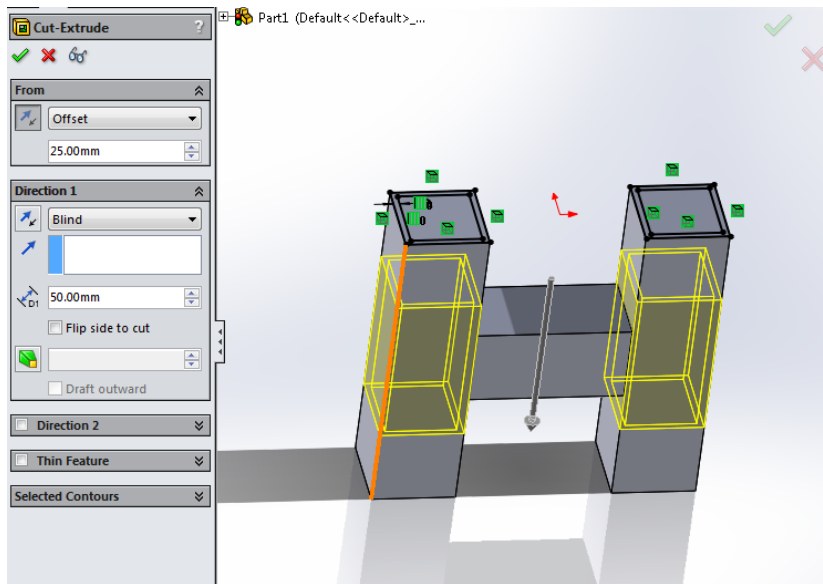 Cut-Extrude ?
Part1 (Default<<Default>_...
From
Offset
25.00mm
Direction 1
Blind
D1
50.00mm
Flip side to cut
Draft outward
Direction 2
Thin Feature
Selected Contours
0